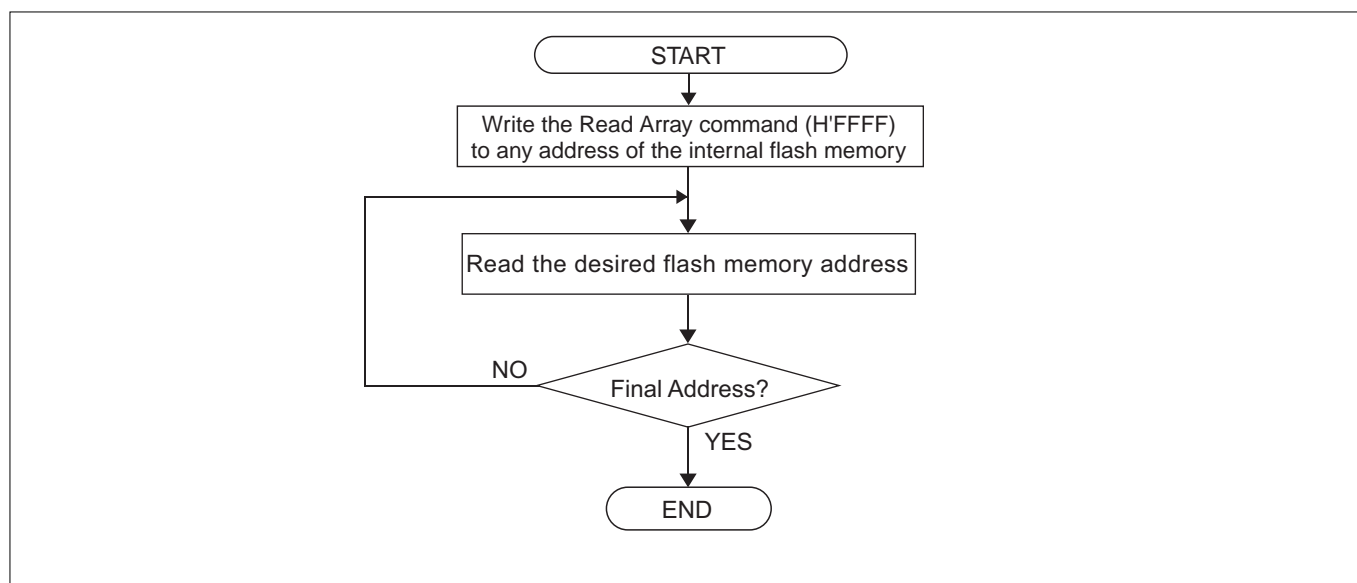 START
Write the Read Array command (H'FFFF)
to any address of the internal flash memory
Read the desired flash memory address
NO
Final Address?
YES
END